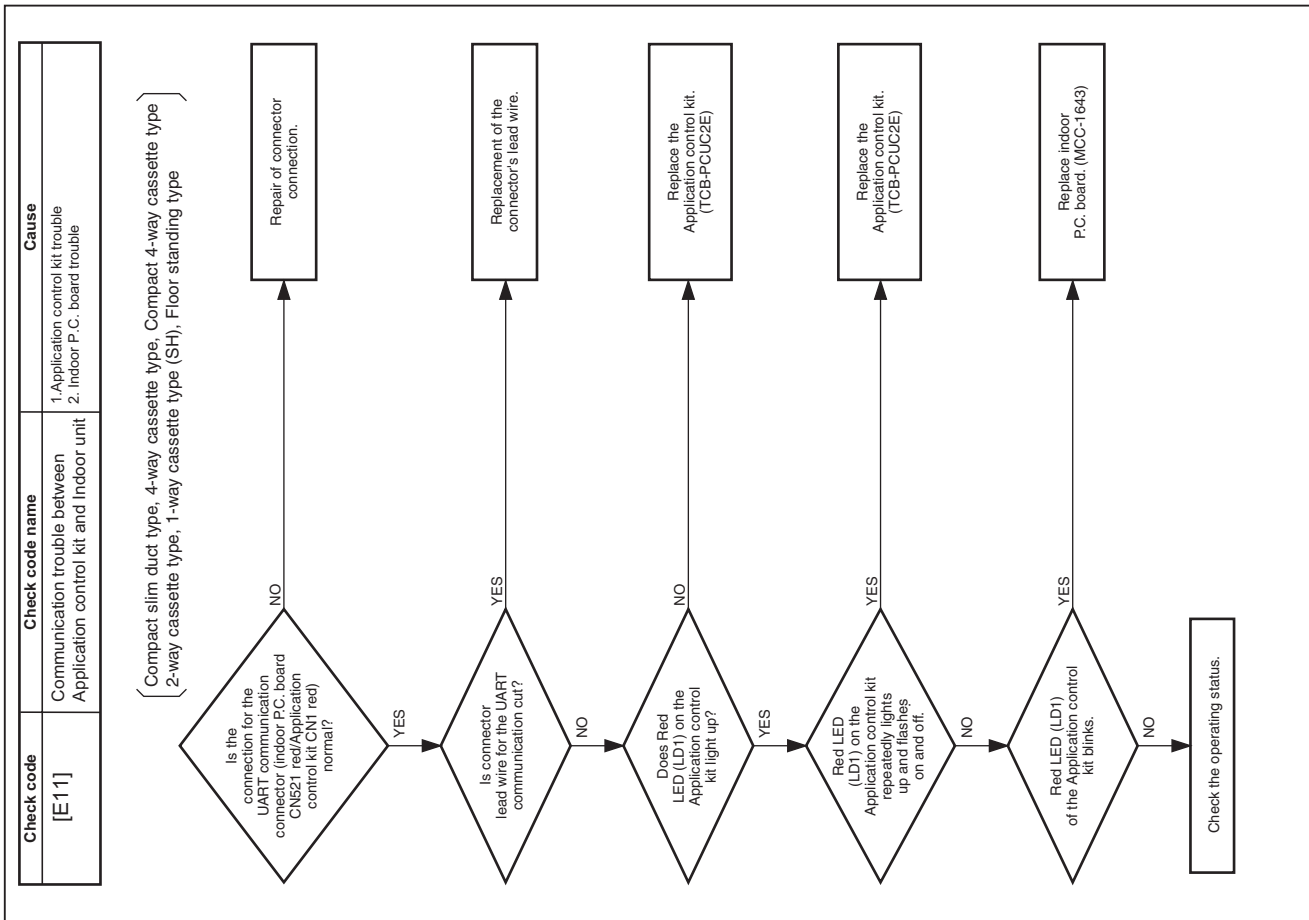 Check code
Check code name
Cause
[E11]
Communication trouble between
Application control kit and Indoor unit
1.Application control kit trouble
2. Indoor P.C. board trouble
Compact slim duct type, 4-way cassette type, Compact 4-way cassette type
2-way cassette type, 1-way cassette type (SH), Floor standing type
Is the
connection for the
UART communication
connector (indoor P.C. board
CN521 red/Application
control kit CN1 red)
normal?
NO
Repair of connector
connection.
YES
Is connector
lead wire for the UART
communication cut?
YES
Replacement of the
connector's lead wire.
NO
Does Red
LED (LD1) on the
Application control
kit light up?
NO
Replace the
Application control kit.
(TCB-PCUC2E)
YES
Red LED
(LD1) on the
Application control kit
repeatedly lights
up and flashes
on and off.
YES
Replace the
Application control kit.
(TCB-PCUC2E)
NO
Red LED (LD1)
of the Application control
kit blinks.
YES
Replace indoor
P.C. board. (MCC-1643)
NO
Check the operating status.